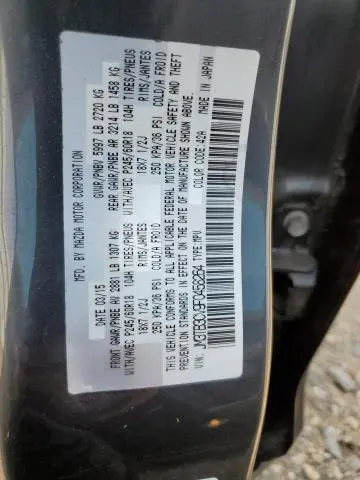 MFD. BY: MAZDA MOTOR CORPORATION
DATE 03/15 GVWR/PNBV 5997 LB 2720 KG
FRONT GAWR/PNBE AV 2881 LB 1307 KG REAR GAWR/PNBE AR 3214 LB 1458 KG
WITH/AVEC P245/60R18 104H TIRES/PNEUS WITH/AVEC P245/60R18 104H TIRES/PNEUS
18X7 1/2J RIMS/JANTES 18X7 1/2J RIMS/JANTES
250 KPA/36 PSI COLD/A FROID 250 KPA/36 PSI COLD/A FROID
THIS VEHICLE CONFORMS TO ALL APPLICABLE FEDERAL MOTOR VEHICLE SAFETY AND THEFT
PREVENTION STANDARDS IN EFFECT ON THE DATE OF MANUFACTURE SHOWN ABOVE.
VIN: TYPE: MPV COLOR: 42A MADE IN JAPAN